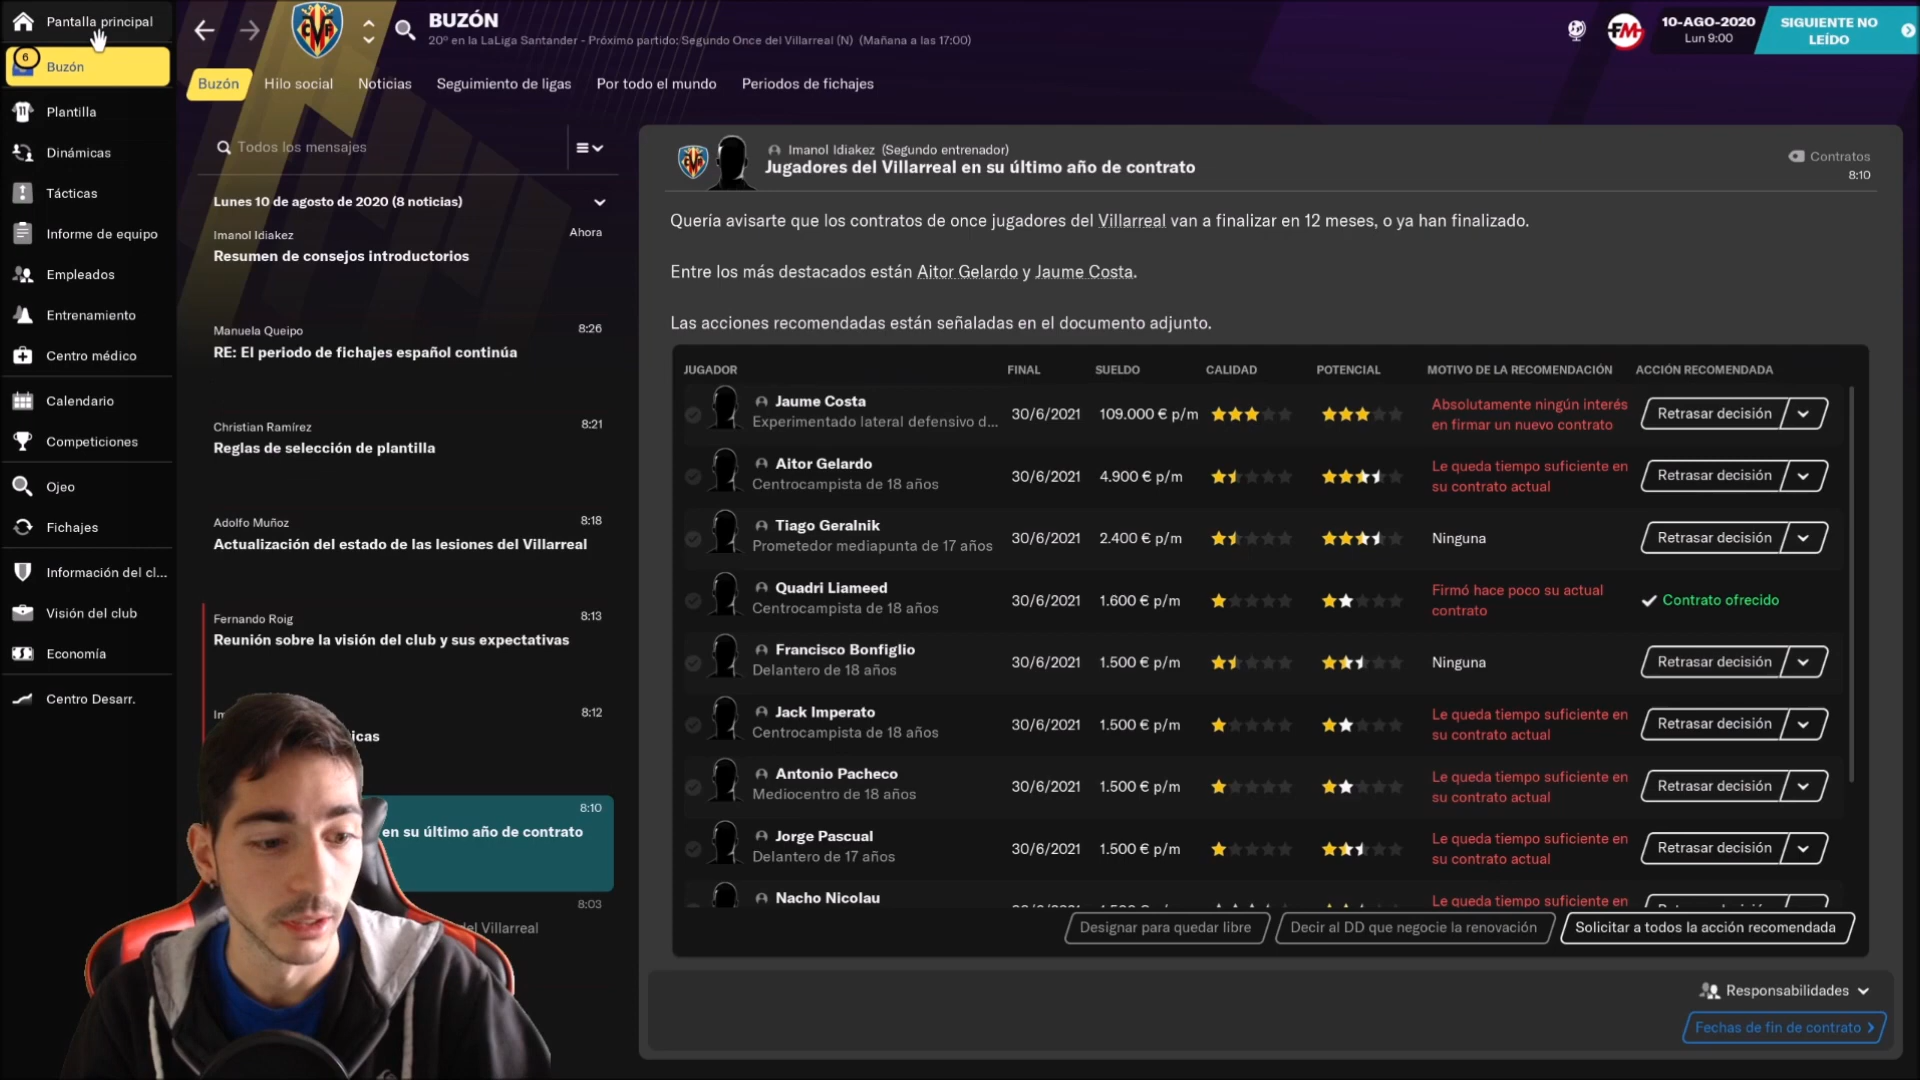 Pantalla principal
6
Buzón
Plantilla
Dinámicas
Tácticas
Informe de equipo
Empleados
Entrenamiento
Centro médico
Calendario
Competiciones
Ojeo
Fichajes
Información del cl...
Visión del club
Economía
Centro Desarr.
BUZÓN
20º en la LaLiga Santander - Próximo partido: Segundo Once del Villarreal (N) (Mañana a las 17:00)
FM
10-AGO-2020
Lun 9:00
SIGUIENTE NO LEÍDO
Buzón Hilo social Noticias Seguimiento de ligas Por todo el mundo Periodos de fichajes
Todos los mensajes
Lunes 10 de agosto de 2020 (8 noticias)
Imanol Idiakez Ahora
Resumen de consejos introductorios
Manuela Queipo 8:26
RE: El periodo de fichajes español continúa
Christian Ramírez 8:21
Reglas de selección de plantilla
Adolfo Muñoz 8:18
Actualización del estado de las lesiones del Villarreal
Fernando Roig 8:13
Reunión sobre la visión del club y sus expectativas
8:12
icas
8:10
en su último año de contrato
8:03
del Villarreal
Imanol Idiakez (Segundo entrenador)
Jugadores del Villarreal en su último año de contrato
Contratos
8:10
Quería avisarte que los contratos de once jugadores del Villarreal van a finalizar en 12 meses, o ya han finalizado.
Entre los más destacados están Aitor Gelardo y Jaume Costa.
Las acciones recomendadas están señaladas en el documento adjunto.
JUGADOR FINAL SUELDO CALIDAD POTENCIAL MOTIVO DE LA RECOMENDACIÓN ACCIÓN RECOMENDADA
Jaume Costa
Experimentado lateral defensivo d... 30/6/2021 109.000 € p/m Absolutamente ningún interés en firmar un nuevo contrato Retrasar decisión
Aitor Gelardo
Centrocampista de 18 años 30/6/2021 4.900 € p/m Le queda tiempo suficiente en su contrato actual Retrasar decisión
Tiago Geralnik
Prometedor mediapunta de 17 años 30/6/2021 2.400 € p/m Ninguna Retrasar decisión
Quadri Liameed
Centrocampista de 18 años 30/6/2021 1.600 € p/m Firmó hace poco su actual contrato Contrato ofrecido
Francisco Bonfiglio
Delantero de 18 años 30/6/2021 1.500 € p/m Ninguna Retrasar decisión
Jack Imperato
Centrocampista de 18 años 30/6/2021 1.500 € p/m Le queda tiempo suficiente en su contrato actual Retrasar decisión
Antonio Pacheco
Mediocentro de 18 años 30/6/2021 1.500 € p/m Le queda tiempo suficiente en su contrato actual Retrasar decisión
Jorge Pascual
Delantero de 17 años 30/6/2021 1.500 € p/m Le queda tiempo suficiente en su contrato actual Retrasar decisión
Nacho Nicolau Le queda tiempo suficiente en
Designar para quedar libre Decir al DD que negocie la renovación Solicitar a todos la acción recomendada
Responsabilidades
Fechas de fin de contrato